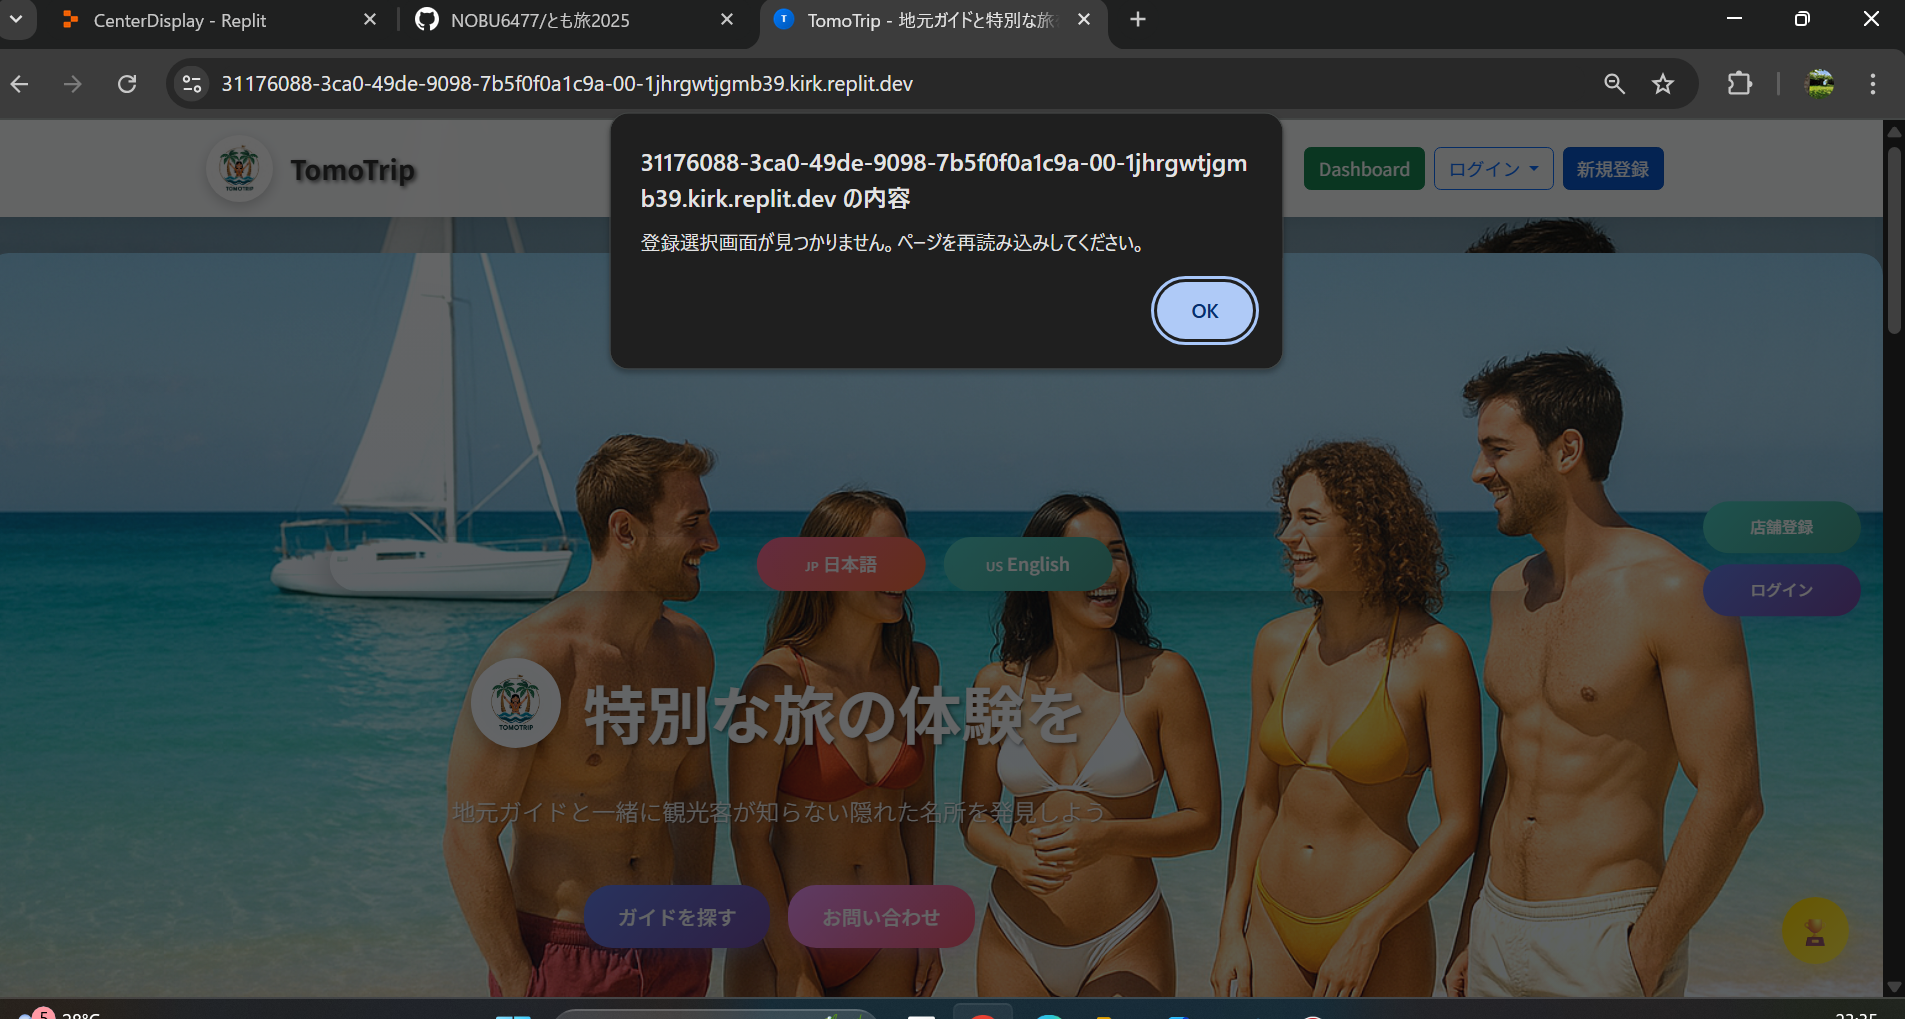 CenterDisplay - Replit
NOBU6477/とも旅2025
TomoTrip - 地元ガイドと特別な旅
31176088-3ca0-49de-9098-7b5f0f0a1c9a-00-1jhrgwtjgmb39.kirk.replit.dev
TomoTrip
31176088-3ca0-49de-9098-7b5f0f0a1c9a-00-1jhrgwtjgm
b39.kirk.replit.dev の内容
登録選択画面が見つかりません。ページを再読み込みしてください。
OK
Dashboard
ログイン
新規登録
店舗登録
ログイン
JP 日本語
US English
TOMOTRIP
特別な旅の体験を
地元ガイドと一緒に観光客が知らない隠れた名所を発見しよう
ガイドを探す
お問い合わせ